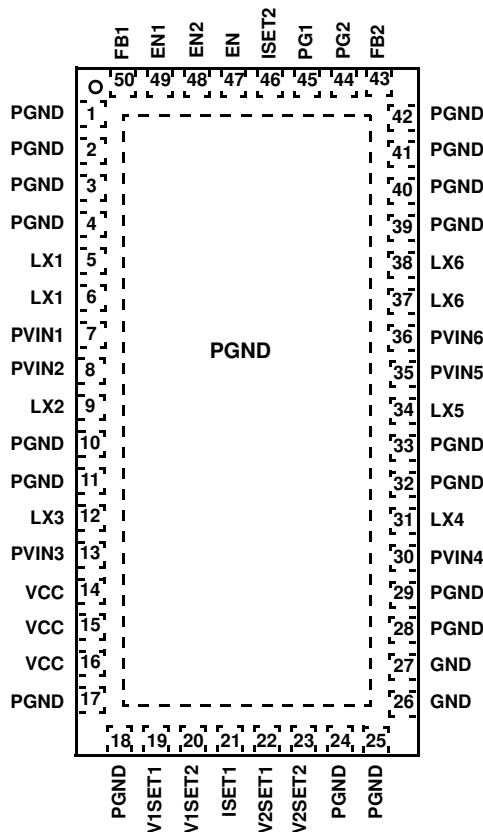 FB1 EN1 EN2 EN ISET2 PG1 PG2 FB2
50 49 48 47 46 45 44 43
PGND 1 42 PGND
PGND 2 41 PGND
PGND 3 40 PGND
PGND 4 39 PGND
LX1 5 38 LX6
LX1 6 37 LX6
PVIN1 7 36 PVIN6
PGND
PVIN2 8 35 PVIN5
LX2 9 34 LX5
PGND 10 33 PGND
PGND 11 32 PGND
LX3 12 31 LX4
PVIN3 13 30 PVIN4
VCC 14 29 PGND
VCC 15 28 PGND
VCC 16 27 GND
PGND 17 26 GND
18 19 20 21 22 23 24 25
PGND V1SET1 V1SET2 ISET1 V2SET1 V2SET2 PGND PGND